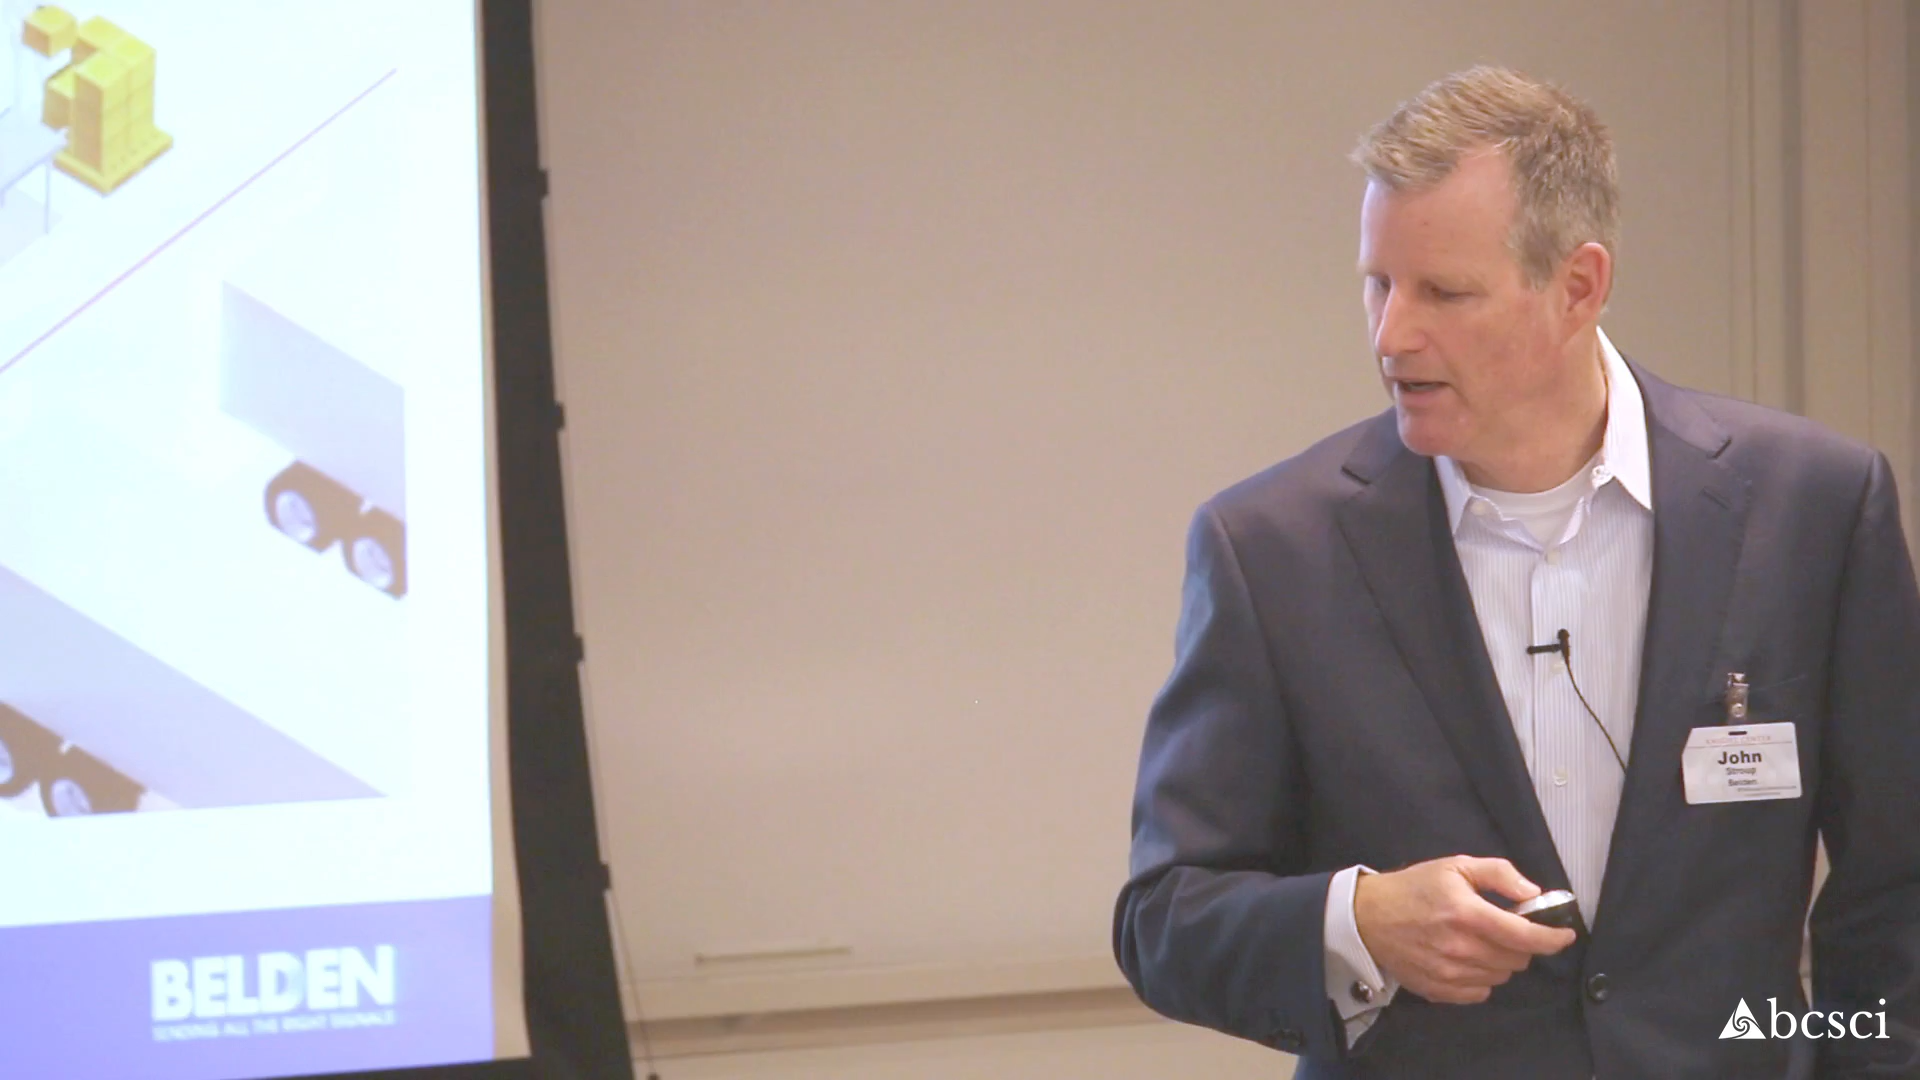 BELDEN
SENDING ALL THE RIGHT SIGNALS
John
Stroup
Belden
bcsci